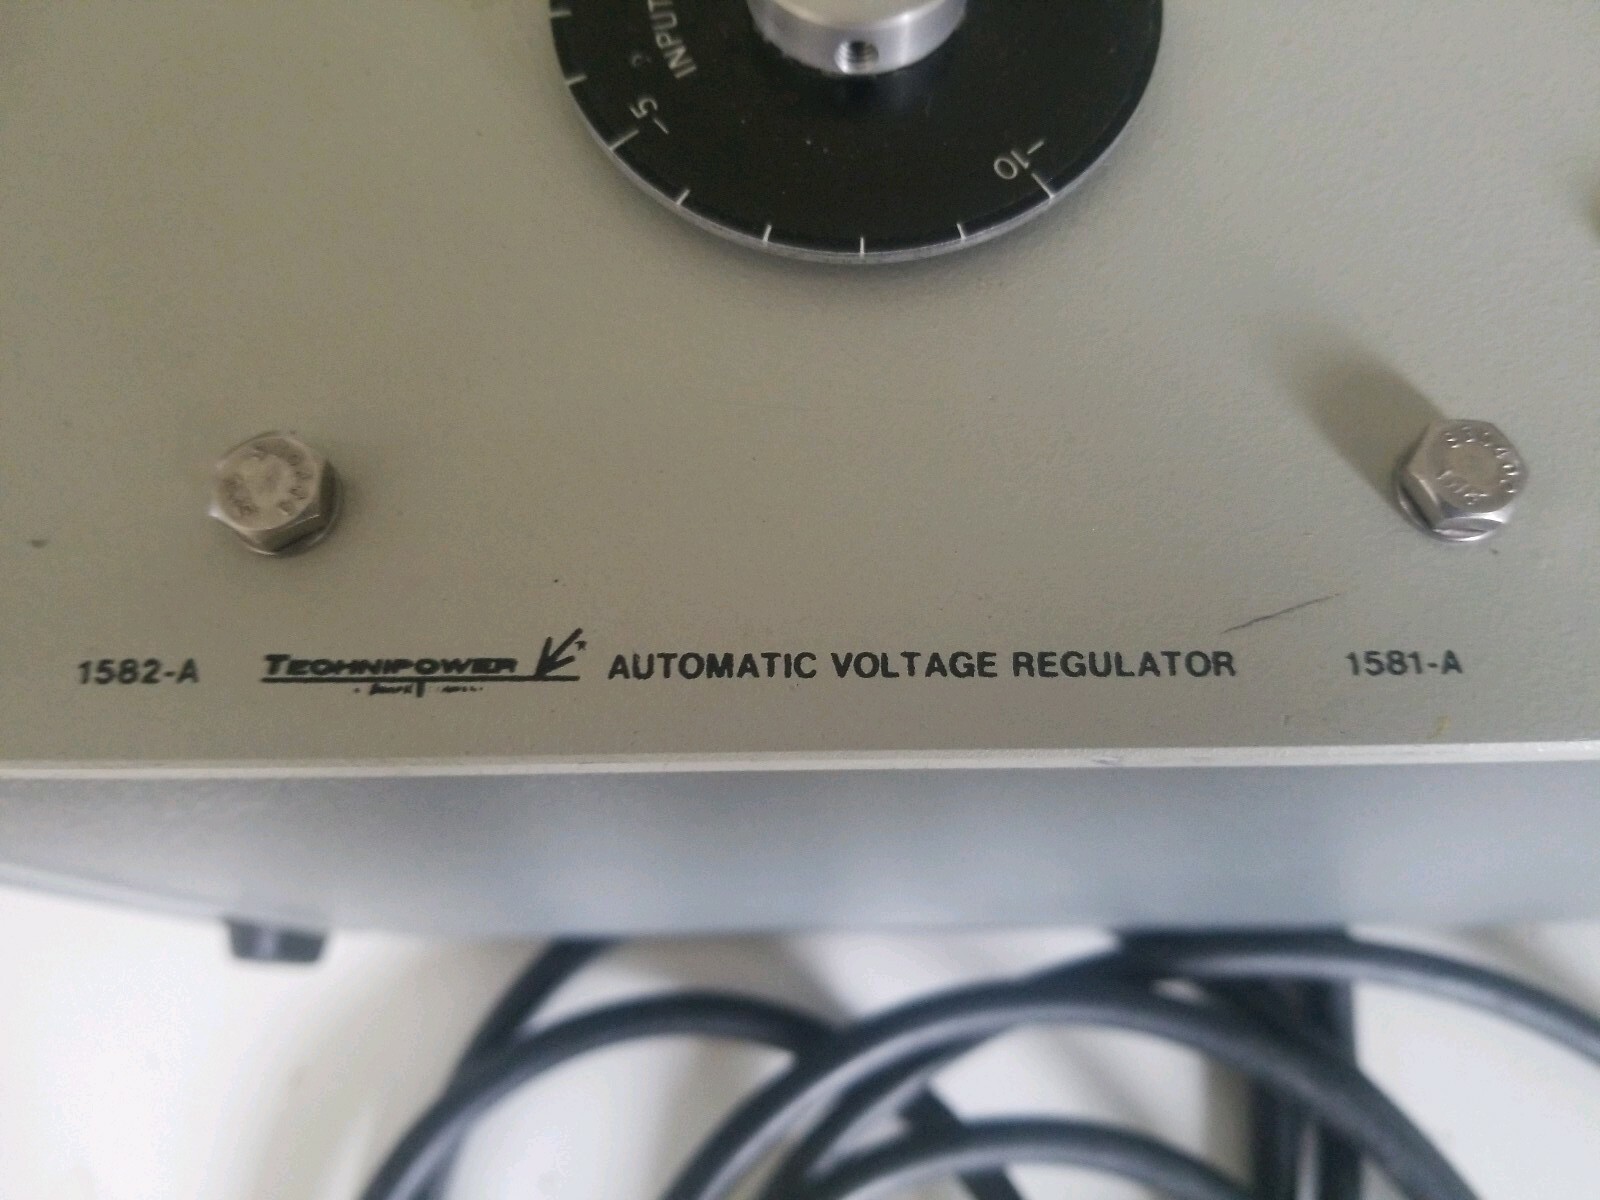 INPUT
-5
-10
1582-A TECHNIPOWER AUTOMATIC VOLTAGE REGULATOR 1581-A